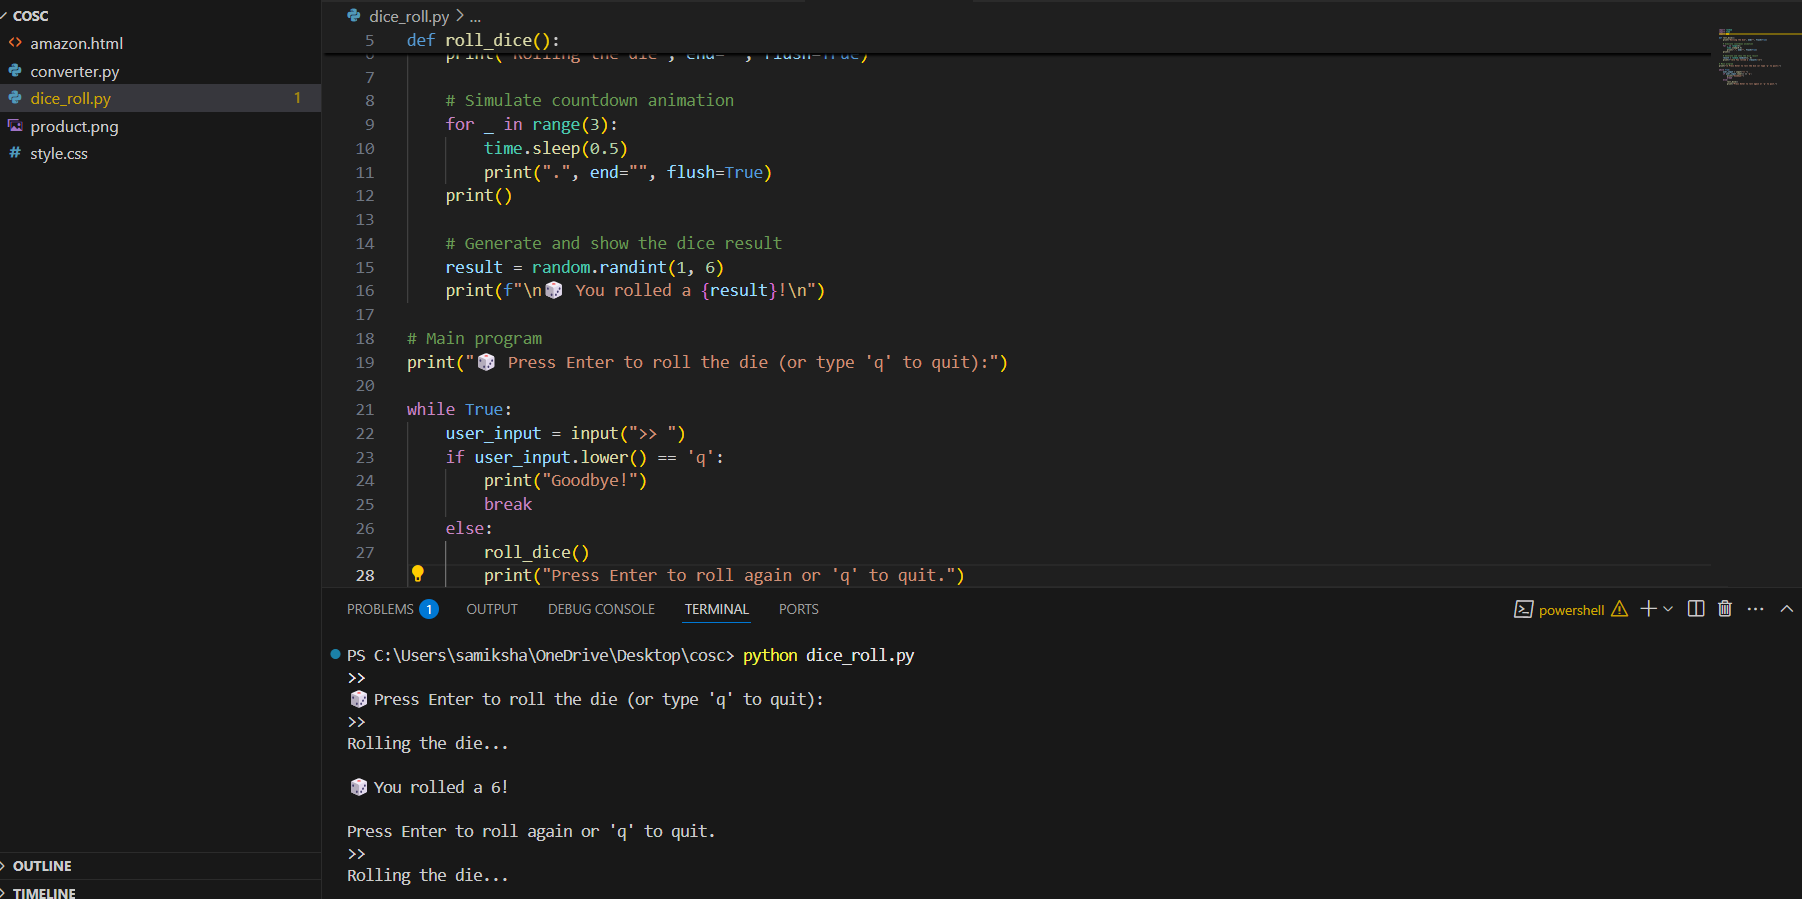 COSC
amazon.html
converter.py
dice_roll.py 1
product.png
style.css
OUTLINE
TIMELINE
dice_roll.py > ...
5 def roll_dice():
6 print("Rolling the die", end="", flush=True)
7
8 # Simulate countdown animation
9 for _ in range(3):
10 time.sleep(0.5)
11 print(".", end="", flush=True)
12 print()
13
14 # Generate and show the dice result
15 result = random.randint(1, 6)
16 print(f"\n🎲 You rolled a {result}!\n")
17
18 # Main program
19 print("🎲 Press Enter to roll the die (or type 'q' to quit):")
20
21 while True:
22 user_input = input(">> ")
23 if user_input.lower() == 'q':
24 print("Goodbye!")
25 break
26 else:
27 roll_dice()
28 print("Press Enter to roll again or 'q' to quit.")
PROBLEMS 1 OUTPUT DEBUG CONSOLE TERMINAL PORTS powershell
PS C:\Users\samiksha\OneDrive\Desktop\cosc> python dice_roll.py
>>
🎲 Press Enter to roll the die (or type 'q' to quit):
>>
Rolling the die...
🎲 You rolled a 6!
Press Enter to roll again or 'q' to quit.
>>
Rolling the die...